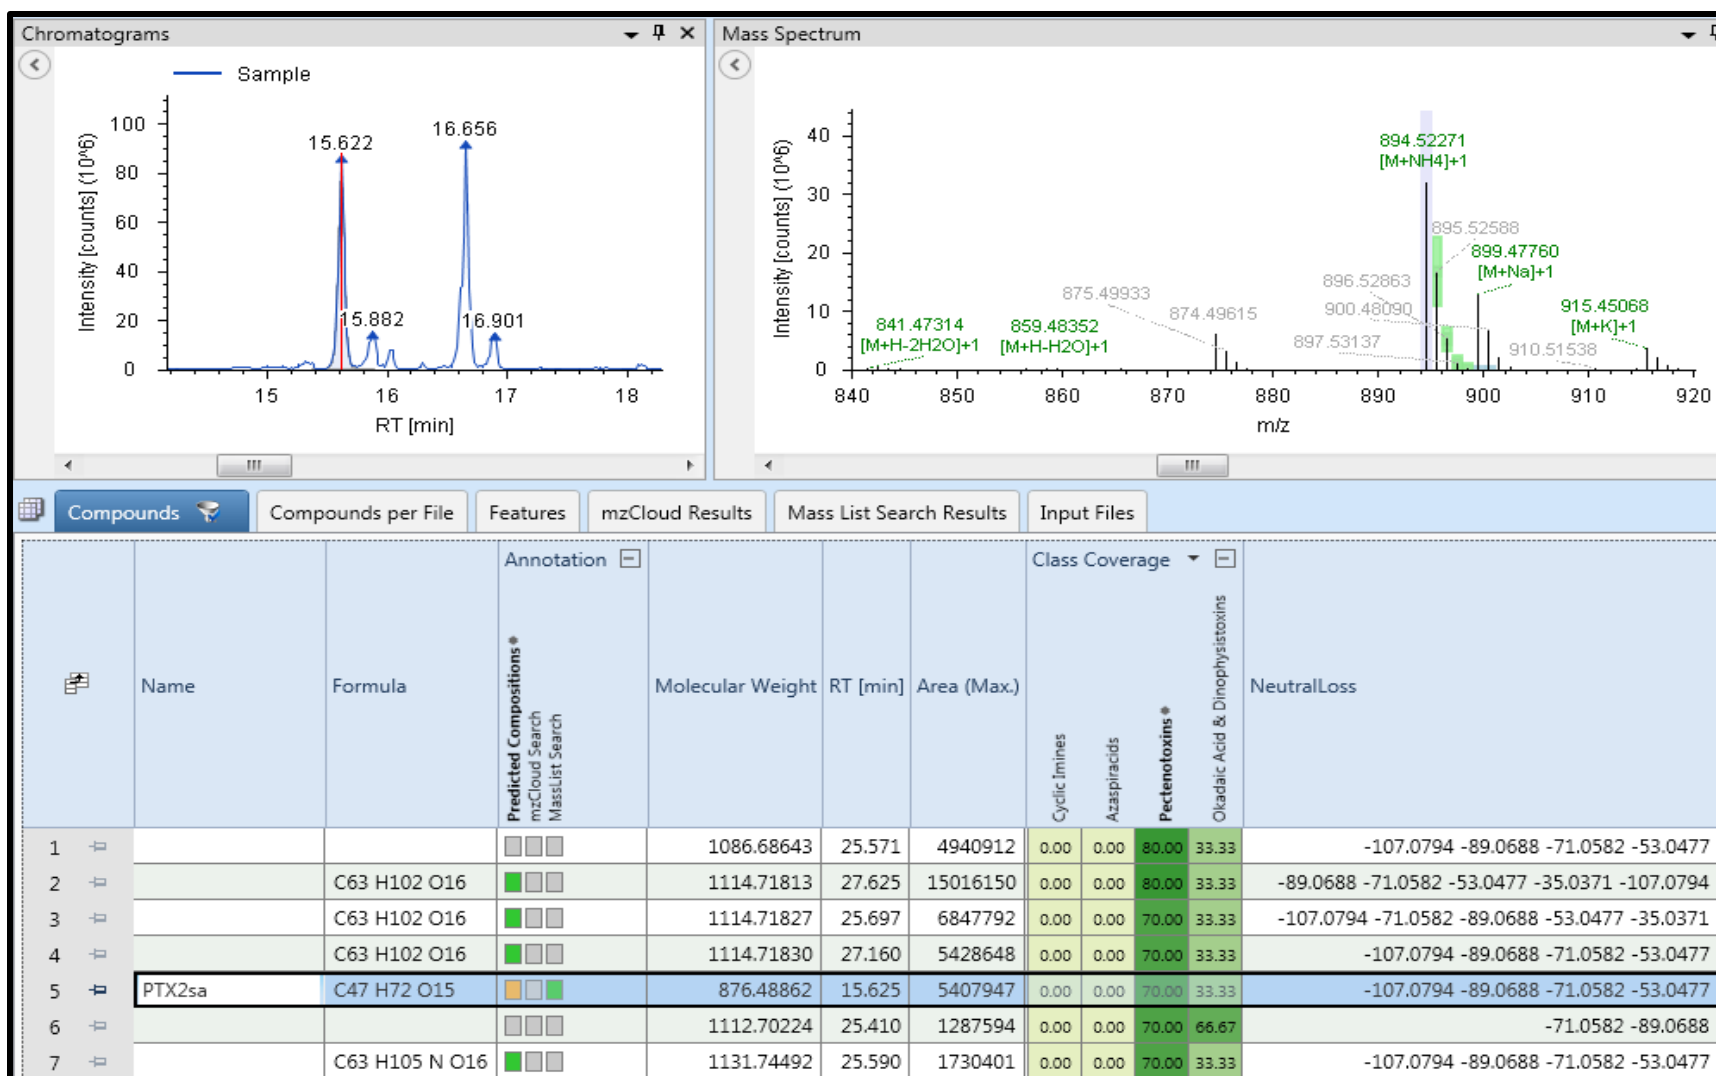 Chromatograms
Sample
Intensity [counts] (10^6)
100
80
60
40
20
0
15.622
16.656
15.882
16.901
15
16
17
18
RT [min]
Mass Spectrum
Intensity [counts] (10^6)
40
30
20
10
0
894.52271
[M+NH4]+1
895.52588
899.47760
[M+Na]+1
896.52863
900.48090
875.49933
874.49615
915.45068
[M+K]+1
841.47314
[M+H-2H2O]+1
859.48352
[M+H-H2O]+1
897.53137
910.51538
840
850
860
870
880
890
900
910
920
m/z
Compounds
Compounds per File
Features
mzCloud Results
Mass List Search Results
Input Files
Annotation
Class Coverage
Name
Formula
Predicted Compositions
mzCloud Search
MassList Search
Molecular Weight
RT [min]
Area (Max.)
Cyclic Imines
Azaspiracids
Pectenotoxins
Okadaic Acid & Dinophysistoxins
NeutralLoss
1 1086.68643 25.571 4940912 0.00 0.00 80.00 33.33 -107.0794 -89.0688 -71.0582 -53.0477
2 C63 H102 O16 1114.71813 27.625 15016150 0.00 0.00 80.00 33.33 -89.0688 -71.0582 -53.0477 -35.0371 -107.0794
3 C63 H102 O16 1114.71827 25.697 6847792 0.00 0.00 70.00 33.33 -107.0794 -71.0582 -89.0688 -53.0477 -35.0371
4 C63 H102 O16 1114.71830 27.160 5428648 0.00 0.00 70.00 33.33 -107.0794 -89.0688 -71.0582 -53.0477
5 PTX2sa C47 H72 O15 876.48862 15.625 5407947 0.00 0.00 70.00 33.33 -107.0794 -89.0688 -71.0582 -53.0477
6 1112.70224 25.410 1287594 0.00 0.00 70.00 66.67 -71.0582 -89.0688
7 C63 H105 N O16 1131.74492 25.590 1730401 0.00 0.00 70.00 33.33 -107.0794 -89.0688 -71.0582 -53.0477